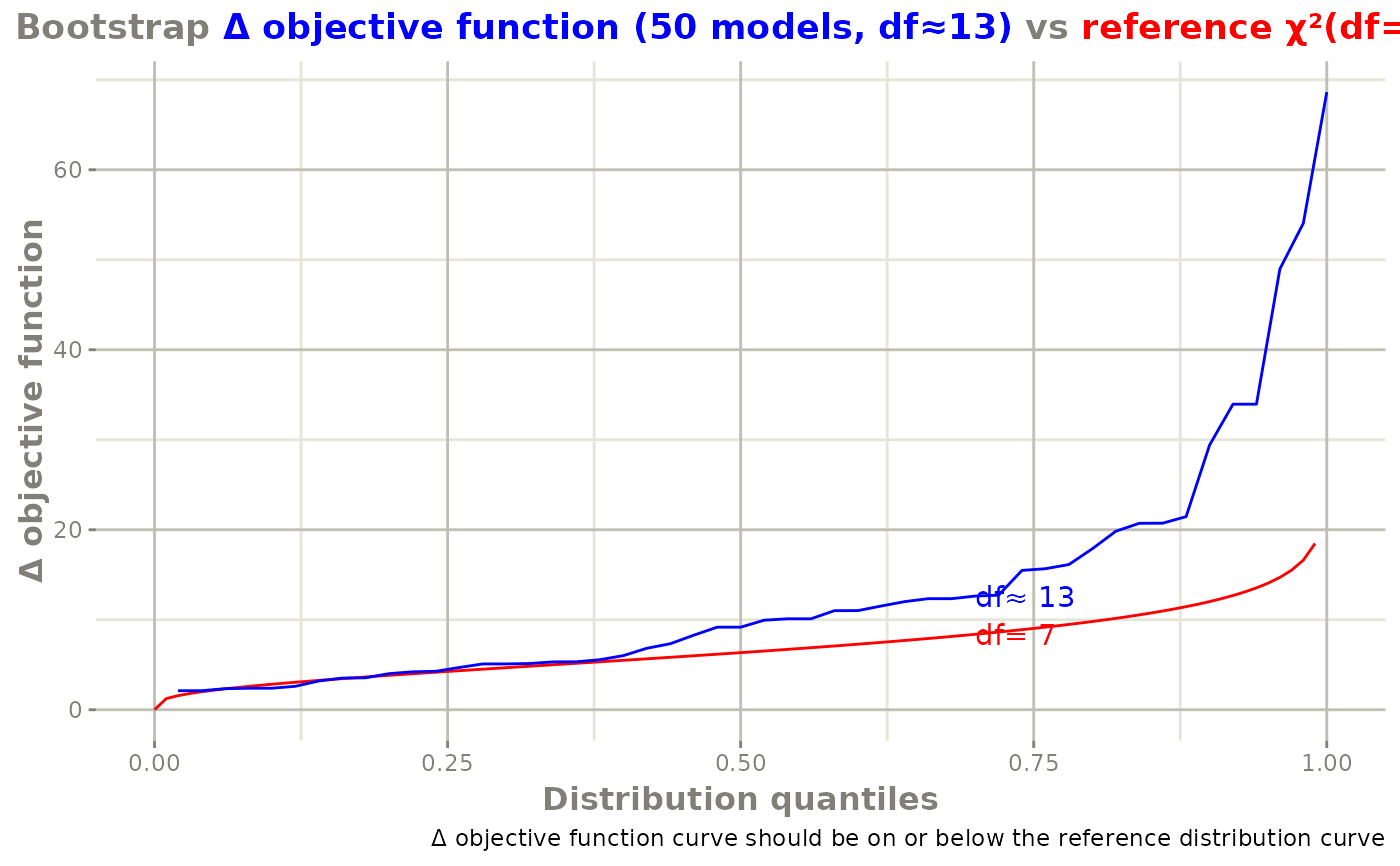 Bootstrap Δ objective function (50 models, df≈13) vs reference χ²(df=
Δ objective function
60
40
20
0
df≈ 13
df= 7
0.00 0.25 0.50 0.75 1.00
Distribution quantiles
Δ objective function curve should be on or below the reference distribution curve